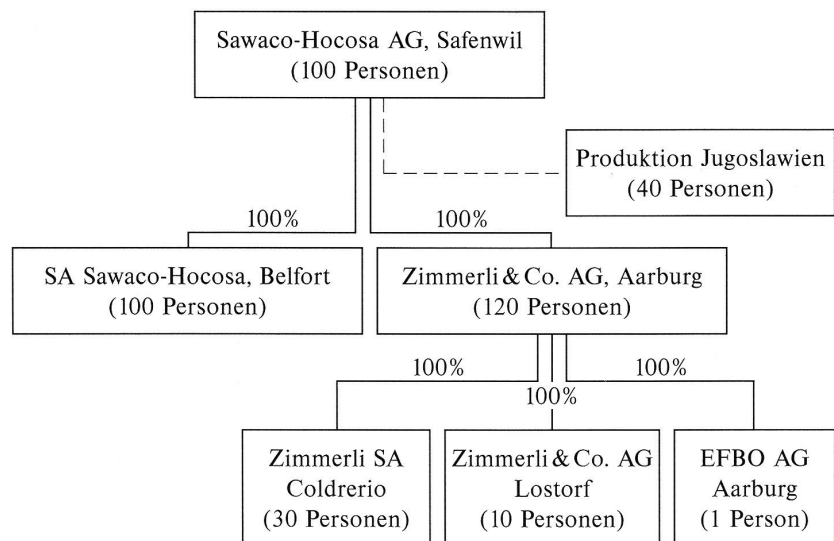 Sawaco-Hocosa AG, Safenwil
(100 Personen)
Produktion Jugoslawien
(40 Personen)
100%
100%
SA Sawaco-Hocosa, Belfort
(100 Personen)
Zimmerli & Co. AG, Aarburg
(120 Personen)
100%
100%
100%
Zimmerli SA
Coldrerio
(30 Personen)
Zimmerli & Co. AG
Lostorf
(10 Personen)
EFBO AG
Aarburg
(1 Person)